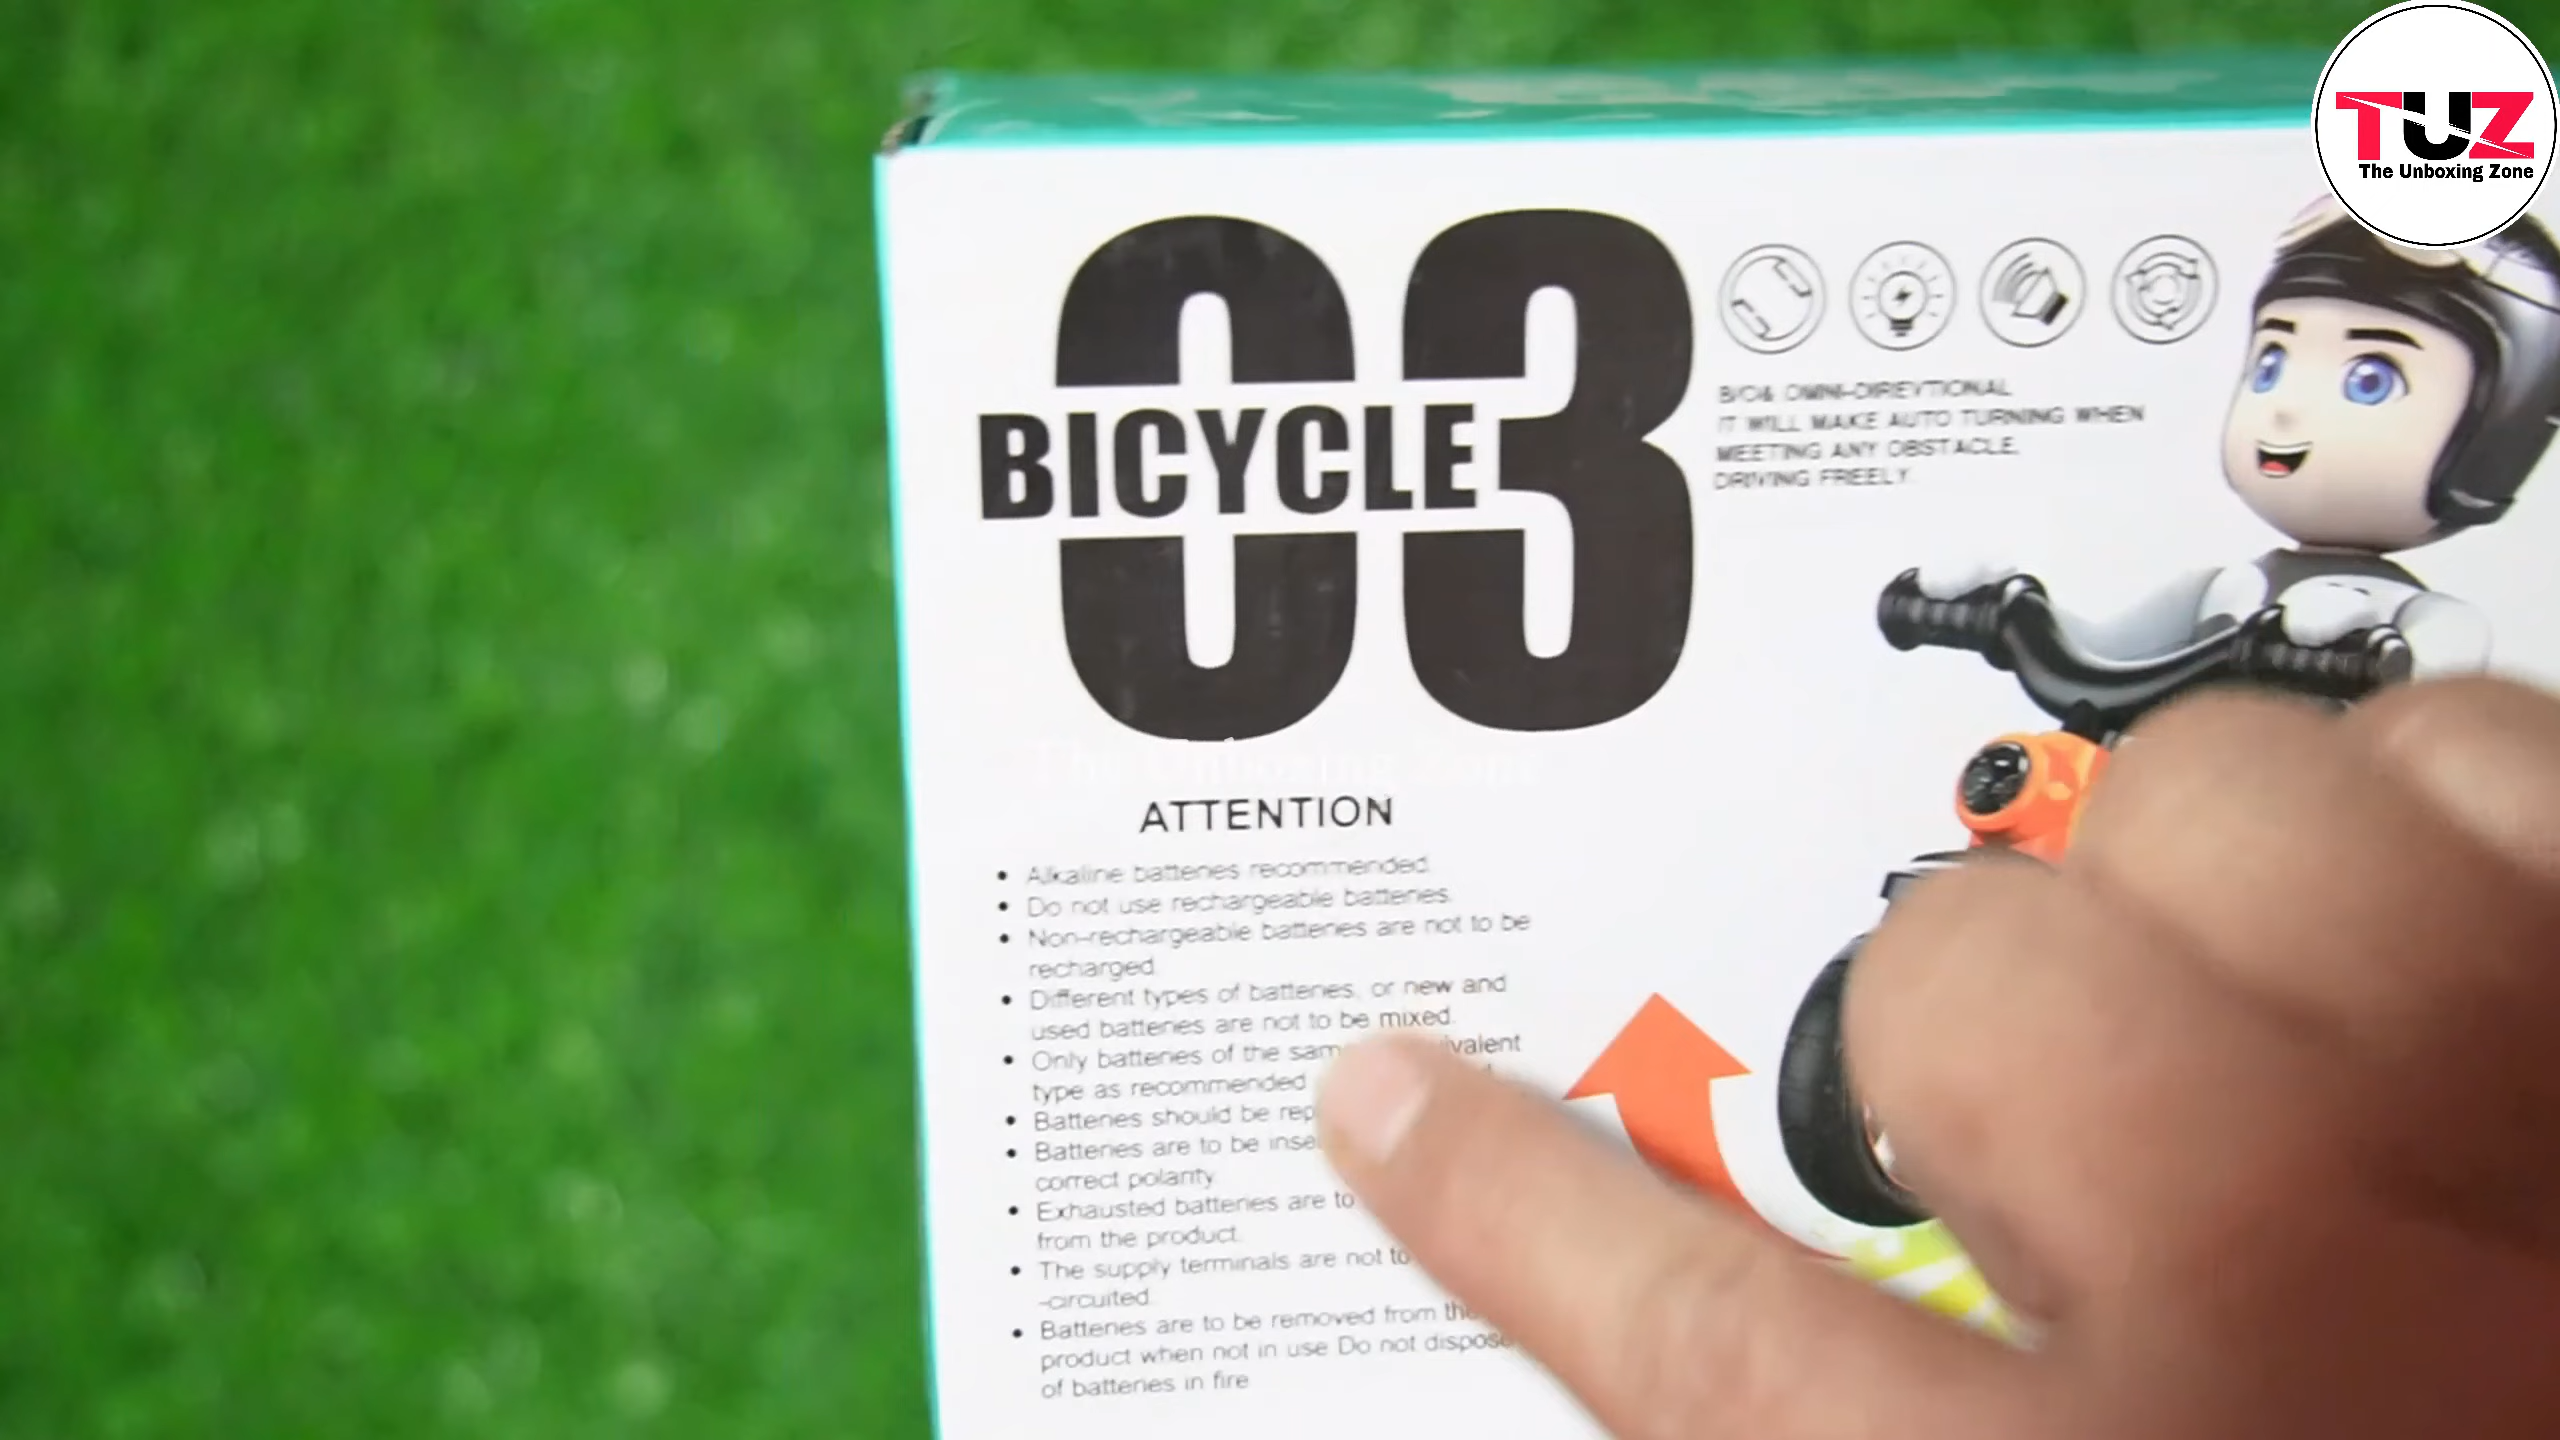 TUZ
The Unboxing Zone
03
BICYCLE
B/O& OMNI-DIREVTIONAL
IT WILL MAKE AUTO TURNING WHEN
MEETING ANY OBSTACLE,
DRIVING FREELY.
The Unboxing Zone
ATTENTION
• Alkaline batteries recommended.
• Do not use rechargeable batteries.
• Non-rechargeable batteries are not to be
recharged.
• Different types of batteries, or new and
used batteries are not to be mixed.
• Only batteries of the
type as recommended
• Batteries should be
• Batteries are to be
correct polarity.
• Exhausted batteries are to
from the product.
• The supply terminals are not to
-circuited.
• Batteries are to be removed from
product when not in use Do not dispose
of batteries in fire